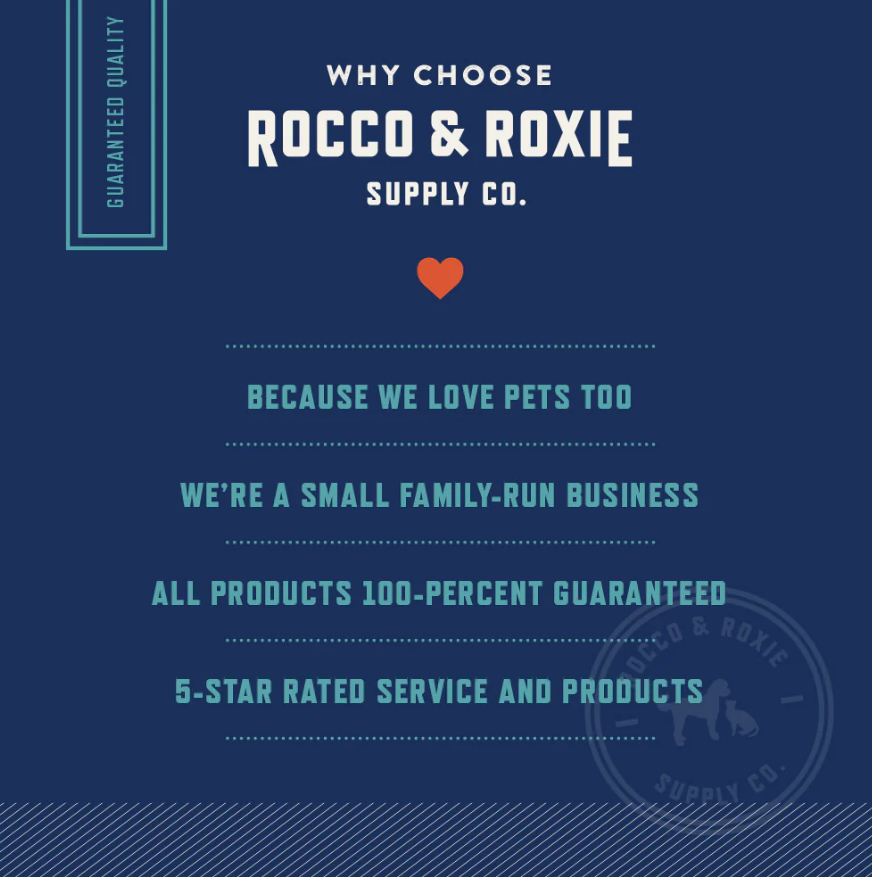 GUARANTEED QUALITY
WHY CHOOSE
ROCCO & ROXIE
SUPPLY CO.
BECAUSE WE LOVE PETS TOO
WE'RE A SMALL FAMILY-RUN BUSINESS
ALL PRODUCTS 100-PERCENT GUARANTEED
5-STAR RATED SERVICE AND PRODUCTS
ROCCO & ROXIE
SUPPLY CO.